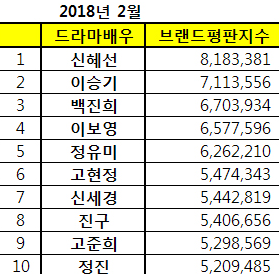 2018년 2월
드라마배우 브랜드평판지수
1 신혜선 8,183,381
2 이승기 7,113,556
3 백진희 6,703,934
4 이보영 6,577,596
5 정유미 6,262,210
6 고현정 5,474,343
7 신세경 5,442,819
8 진구 5,406,656
9 고준희 5,298,569
10 정진 5,209,485